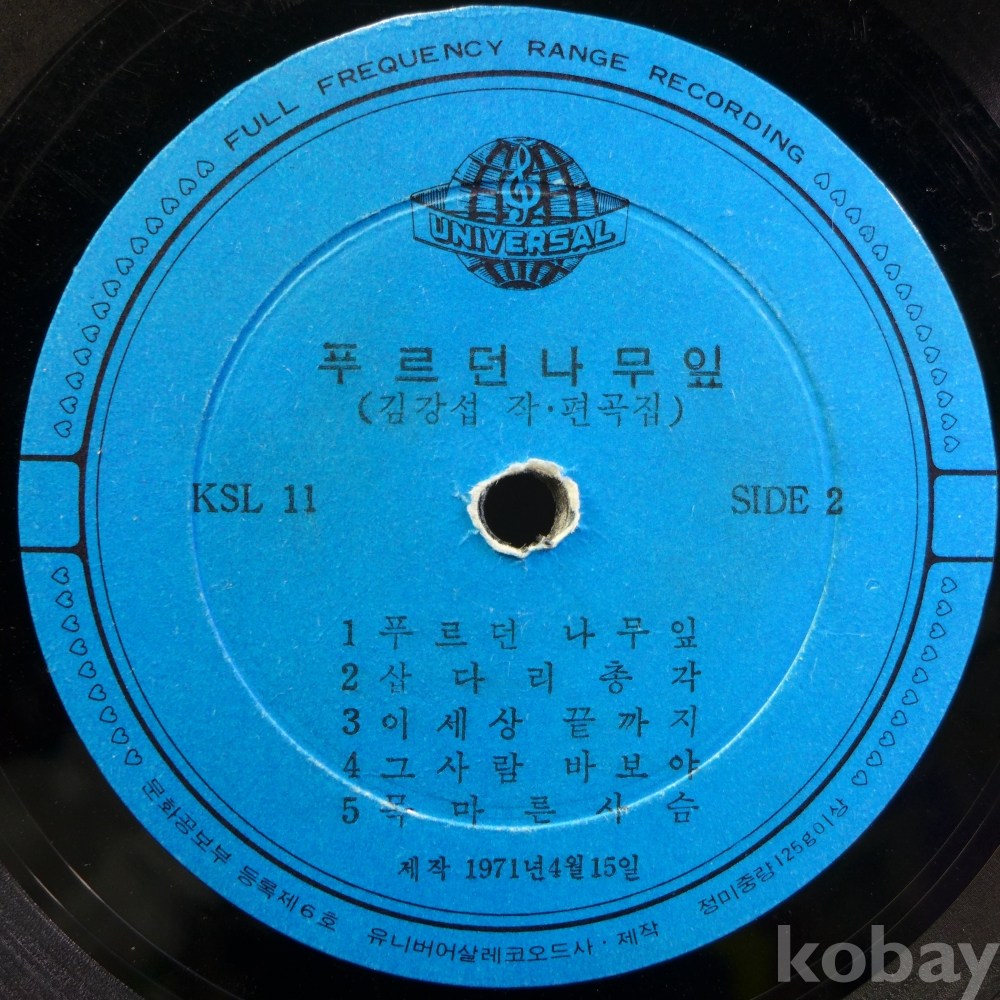 FULL FREQUENCY RANGE RECORDING
UNIVERSAL
푸르던나무잎
(김강섭 작·편곡집)
KSL 11
SIDE 2
1 푸르던 나무잎
2 삽다리총각
3 이세상 끝까지
4 그사람 바보야
5 목마른사슴
제작 1971년4월15일
문화공보부 등록제6호 유니버어살레코오드사·제작 정미중량125g이상
kobay